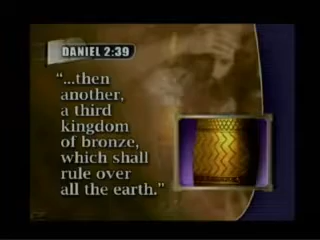 DANIEL 2:39
“...then
another,
a third
kingdom
of bronze,
which shall
rule over
all the earth.”